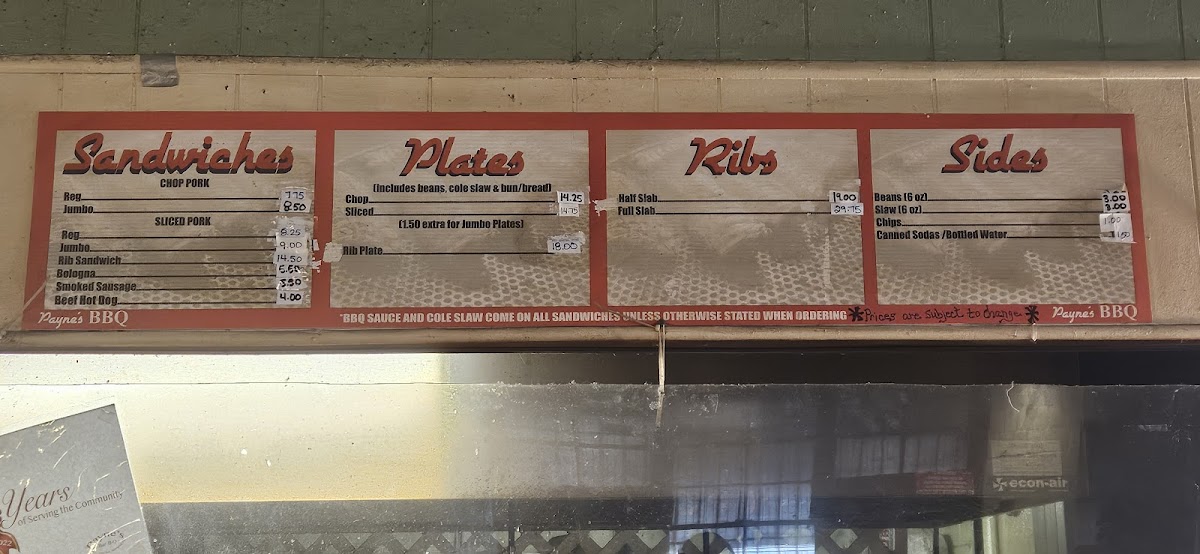 Sandwiches
CHOP PORK
Reg 7.75
Jumbo 8.50
SLICED PORK
Reg 8.25
Jumbo 9.00
Rib Sandwich 14.50
Bologna 5.50
Smoked Sausage 3.50
Beef Hot Dog 4.00
Plates
(includes beans, cole slaw & bun/bread)
Chop 14.25
Sliced 14.75
(1.50 extra for Jumbo Plates)
Rib Plate 18.00
Ribs
Half Slab 19.00
Full Slab 29.75
Sides
Beans (6 oz) 3.00
Slaw (6 oz) 3.00
Chips 1.00
Canned Sodas / Bottled Water 1.50
Payne's BBQ
*BBQ SAUCE AND COLE SLAW COME ON ALL SANDWICHES UNLESS OTHERWISE STATED WHEN ORDERING
*Prices are subject to change *
Payne's BBQ
Years
of Serving the Community
econ-air